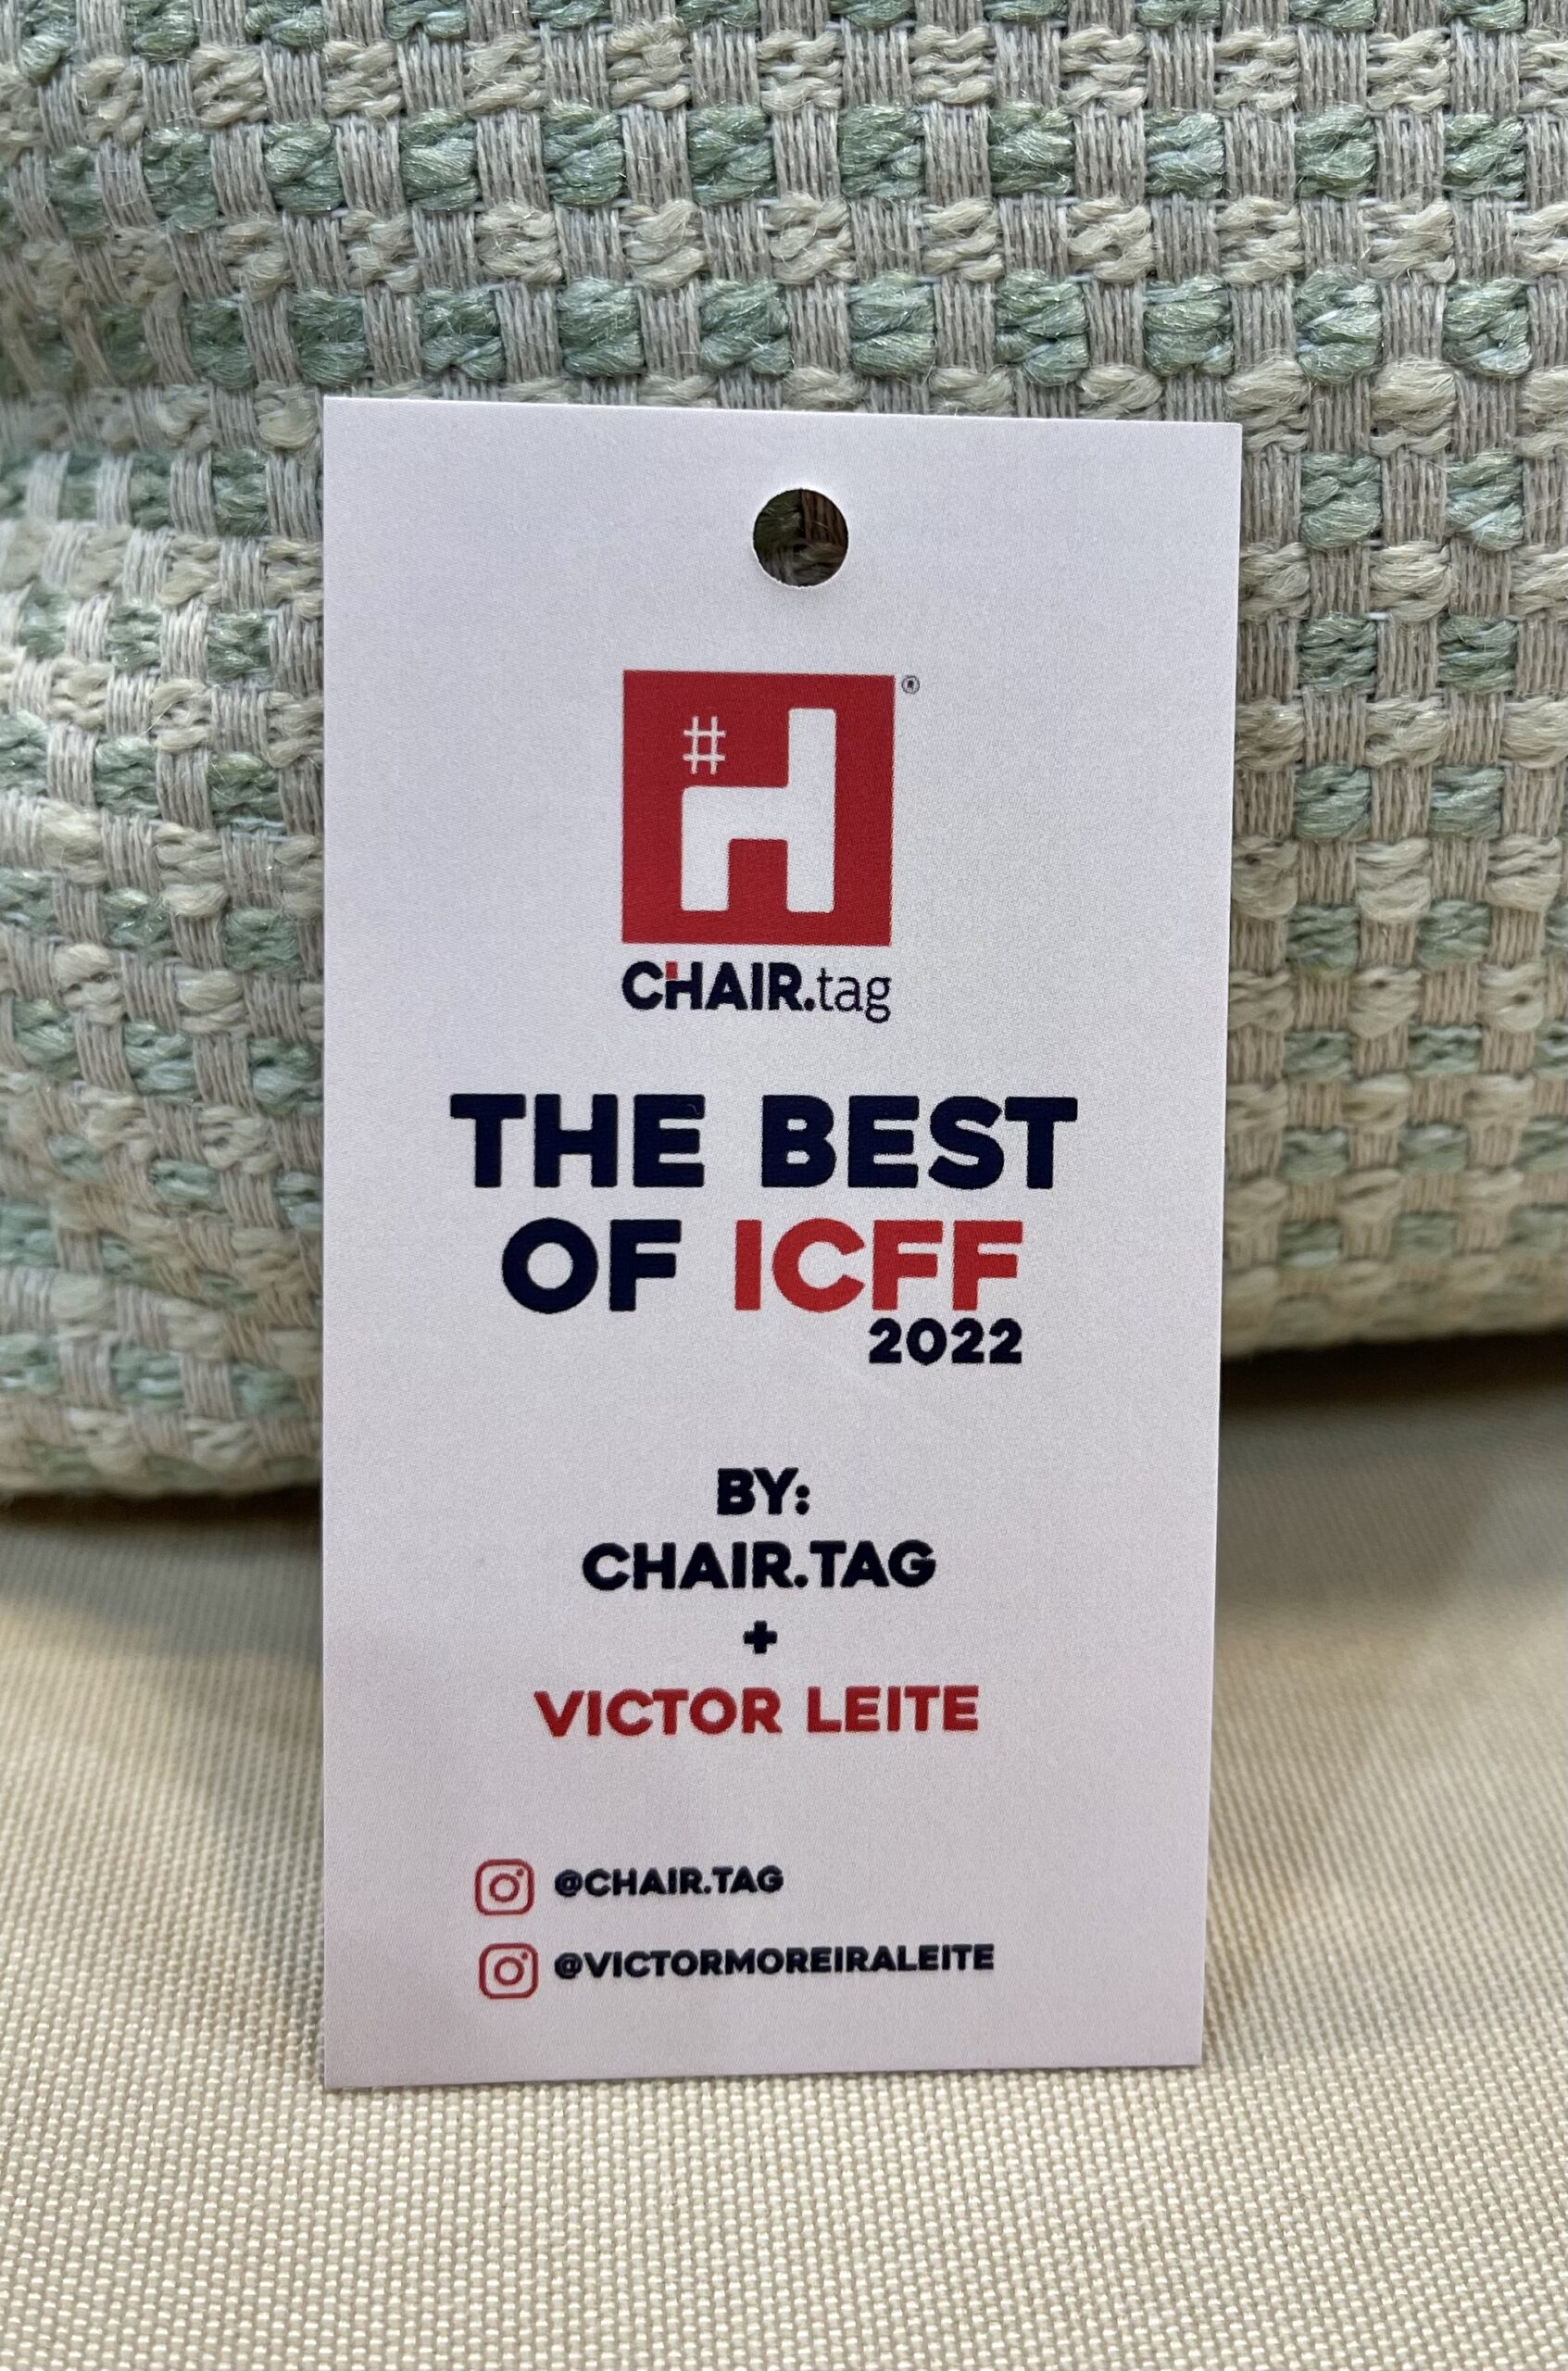 #
®
CHAIR.tag
THE BEST
OF ICFF
2022
BY:
CHAIR.TAG
+
VICTOR LEITE
@CHAIR.TAG
@VICTORMOREIRALEITE